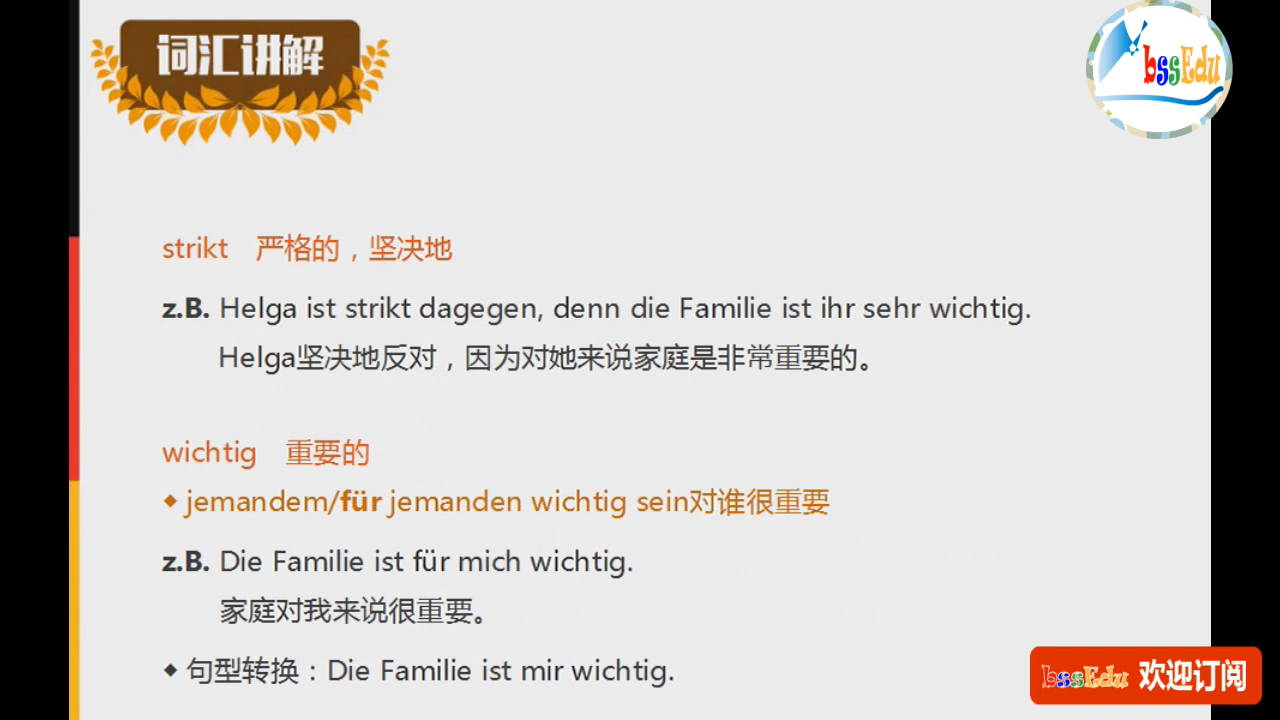 词汇讲解
bssEdu
strikt 严格的，坚决地
z.B. Helga ist strikt dagegen, denn die Familie ist ihr sehr wichtig.
Helga坚决地反对，因为对她来说家庭是非常重要的。
wichtig 重要的
◆ jemandem/für jemanden wichtig sein对谁很重要
z.B. Die Familie ist für mich wichtig.
家庭对我来说很重要。
◆ 句型转换：Die Familie ist mir wichtig.
bssEdu 欢迎订阅